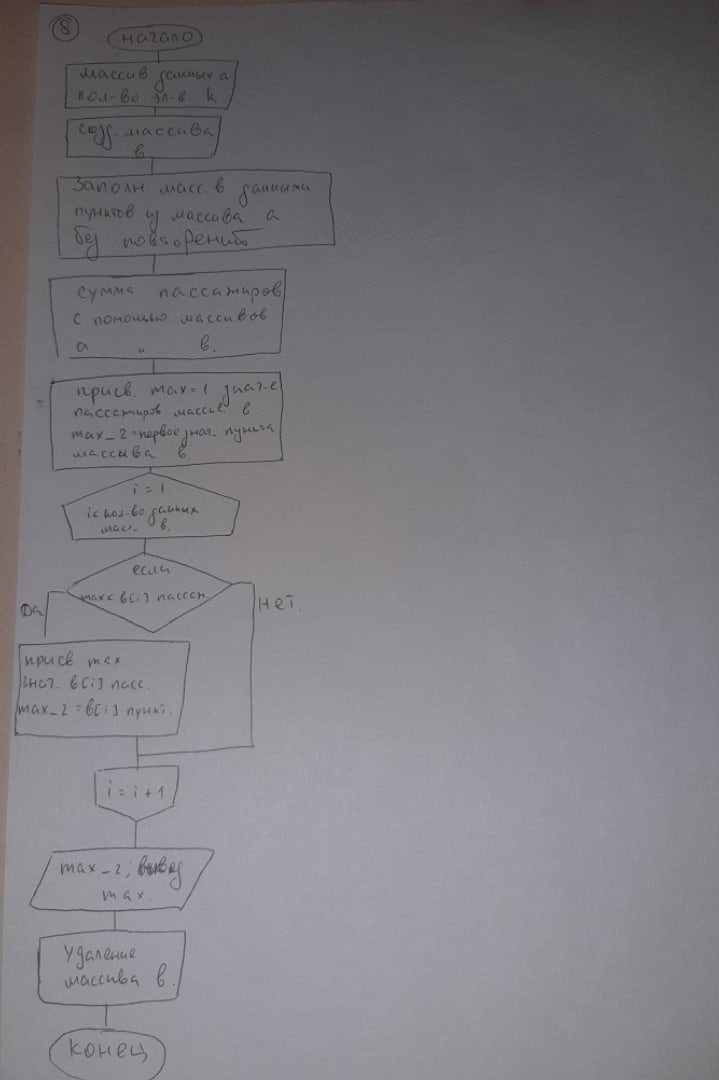 8
начало
массив данных а
кол-во эл-в k
созд. массива
в
Заполн. масс. в данными
пунктов из массива а
без повторений
сумма пассажиров
с помощью массивов
а и в.
присв. max=1 знач-е
пассажиров массив. в
max_2=первое знач. пункта
массыва в
i = 1
i< кол-во данных
масс. в.
если
max< в[i] пассаж
Да
нет.
присв. max.
знач. в[i] пасс.
max_2 = в[i] пункт.
i = i + 1
max_2;
max
Удаление
массива в.
конец